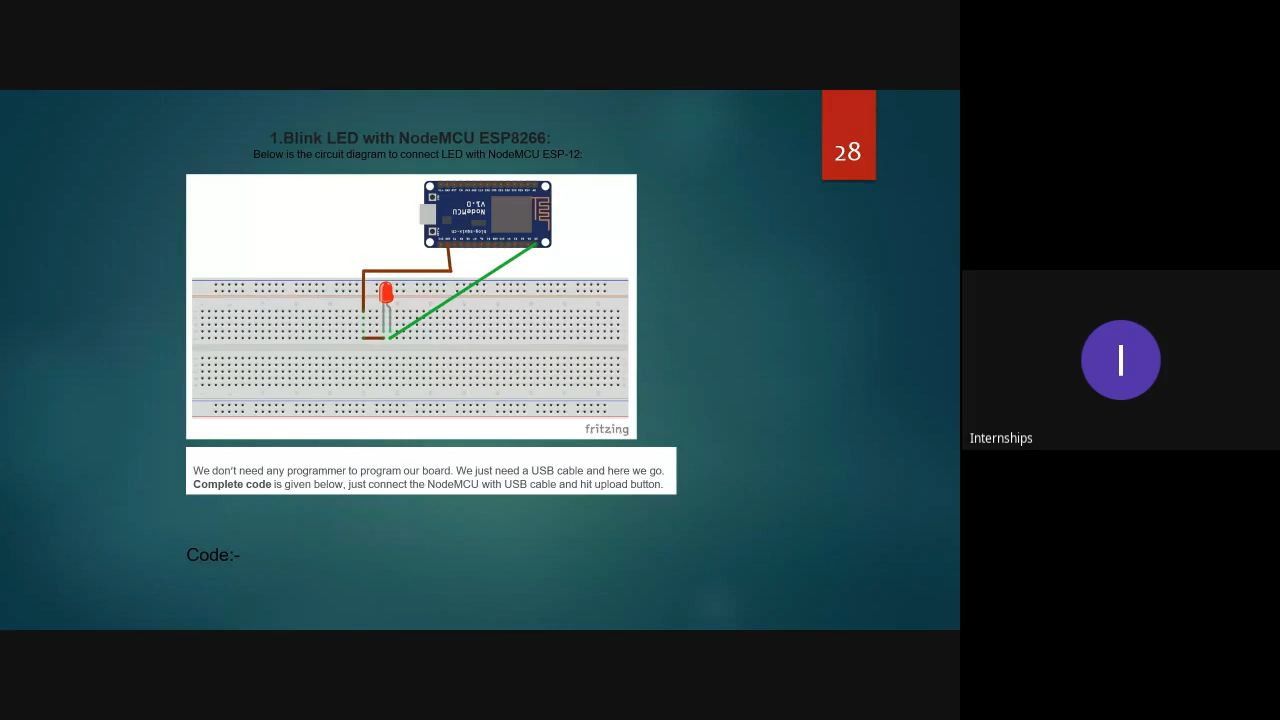 1.Blink LED with NodeMCU ESP8266:
Below is the circuit diagram to connect LED with NodeMCU ESP-12:
28
NodeMCU
V1.0
fritzing
We don't need any programmer to program our board. We just need a USB cable and here we go.
Complete code is given below, just connect the NodeMCU with USB cable and hit upload button.
Code:-
I
Internships